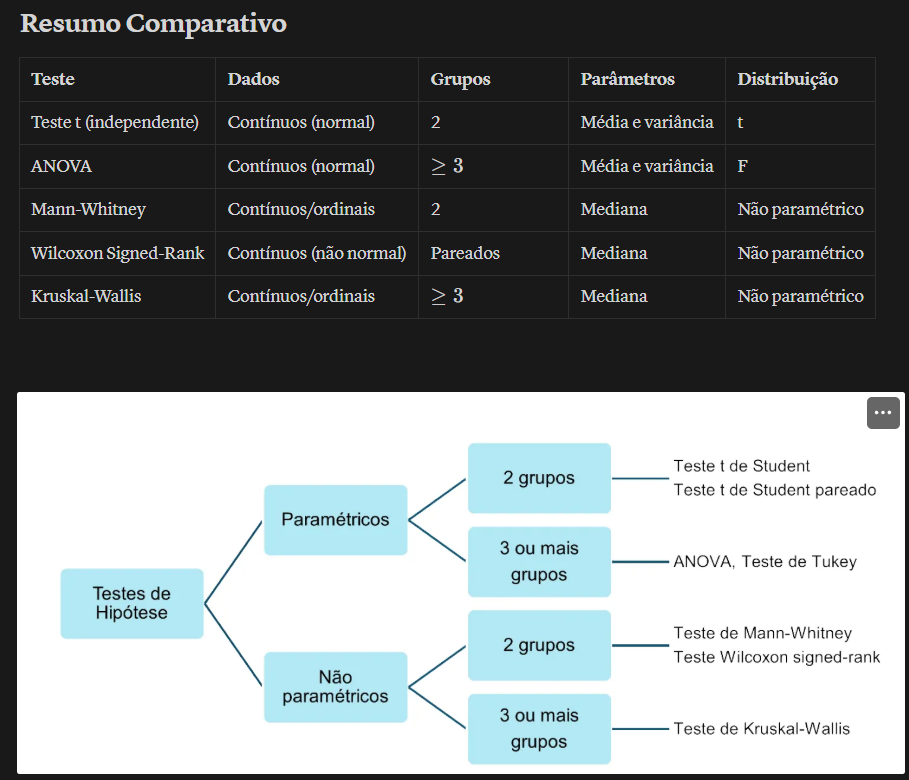 Resumo Comparativo
Teste Dados Grupos Parâmetros Distribuição
Teste t (independente) Contínuos (normal) 2 Média e variância t
ANOVA Contínuos (normal) ≥ 3 Média e variância F
Mann-Whitney Contínuos/ordinais 2 Mediana Não paramétrico
Wilcoxon Signed-Rank Contínuos (não normal) Pareados Mediana Não paramétrico
Kruskal-Wallis Contínuos/ordinais ≥ 3 Mediana Não paramétrico
Testes de
Hipótese
Paramétricos
2 grupos
Teste t de Student
Teste t de Student pareado
3 ou mais
grupos
ANOVA, Teste de Tukey
Não
paramétricos
2 grupos
Teste de Mann-Whitney
Teste Wilcoxon signed-rank
3 ou mais
grupos
Teste de Kruskal-Wallis